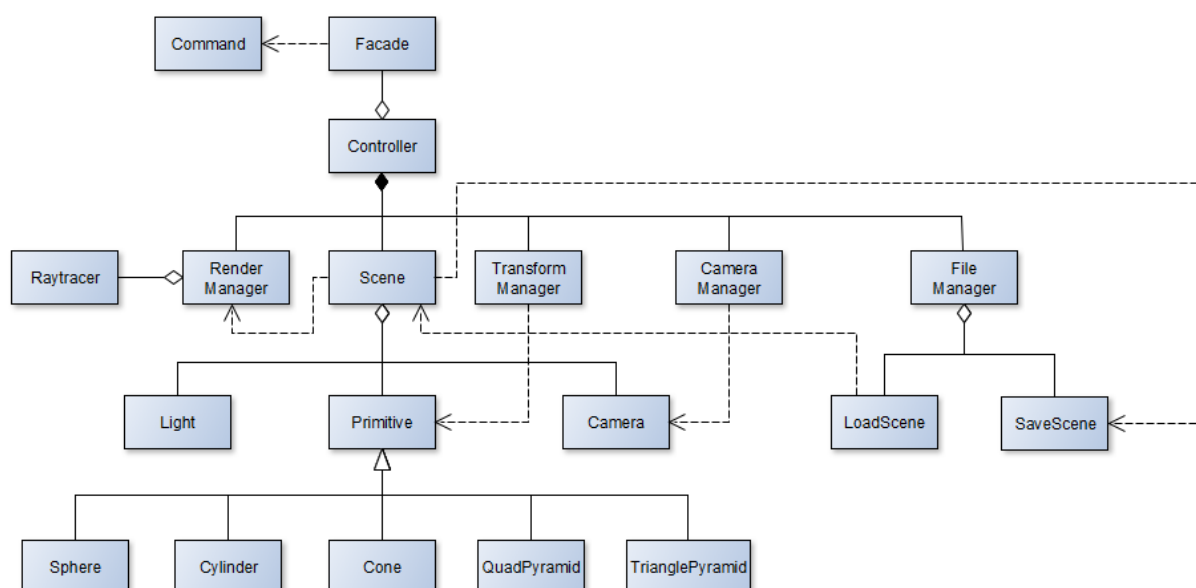 Command
Facade
Controller
Raytracer
Render
Manager
Scene
Transform
Manager
Camera
Manager
File
Manager
Light
Primitive
Camera
LoadScene
SaveScene
Sphere
Cylinder
Cone
QuadPyramid
TrianglePyramid